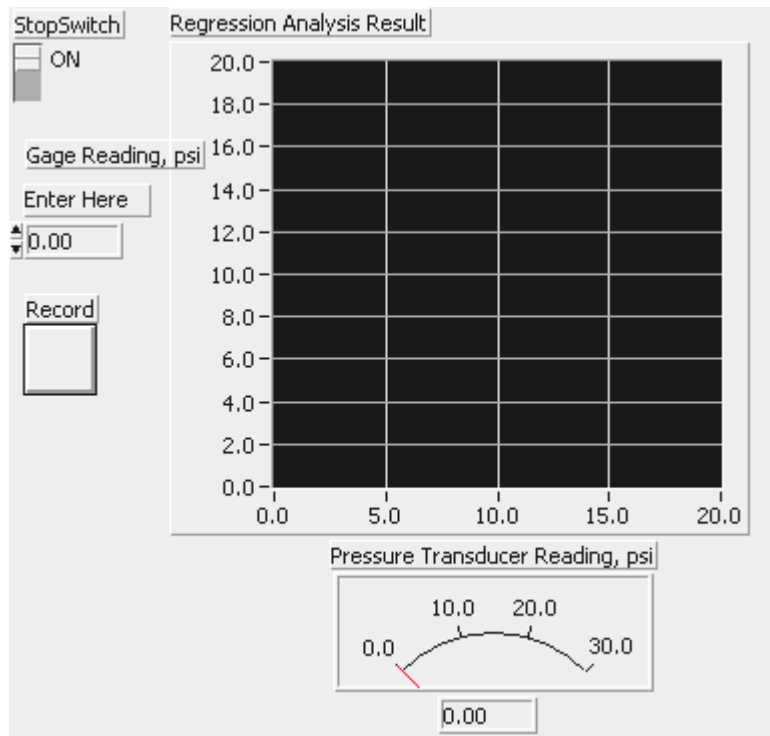 StopSwitch
ON
Regression Analysis Result
20.0
18.0
16.0
14.0
12.0
10.0
8.0
6.0
4.0
2.0
0.0
0.0 5.0 10.0 15.0 20.0
Gage Reading, psi
Enter Here
0.00
Record
Pressure Transducer Reading, psi
0.0 10.0 20.0 30.0
0.00